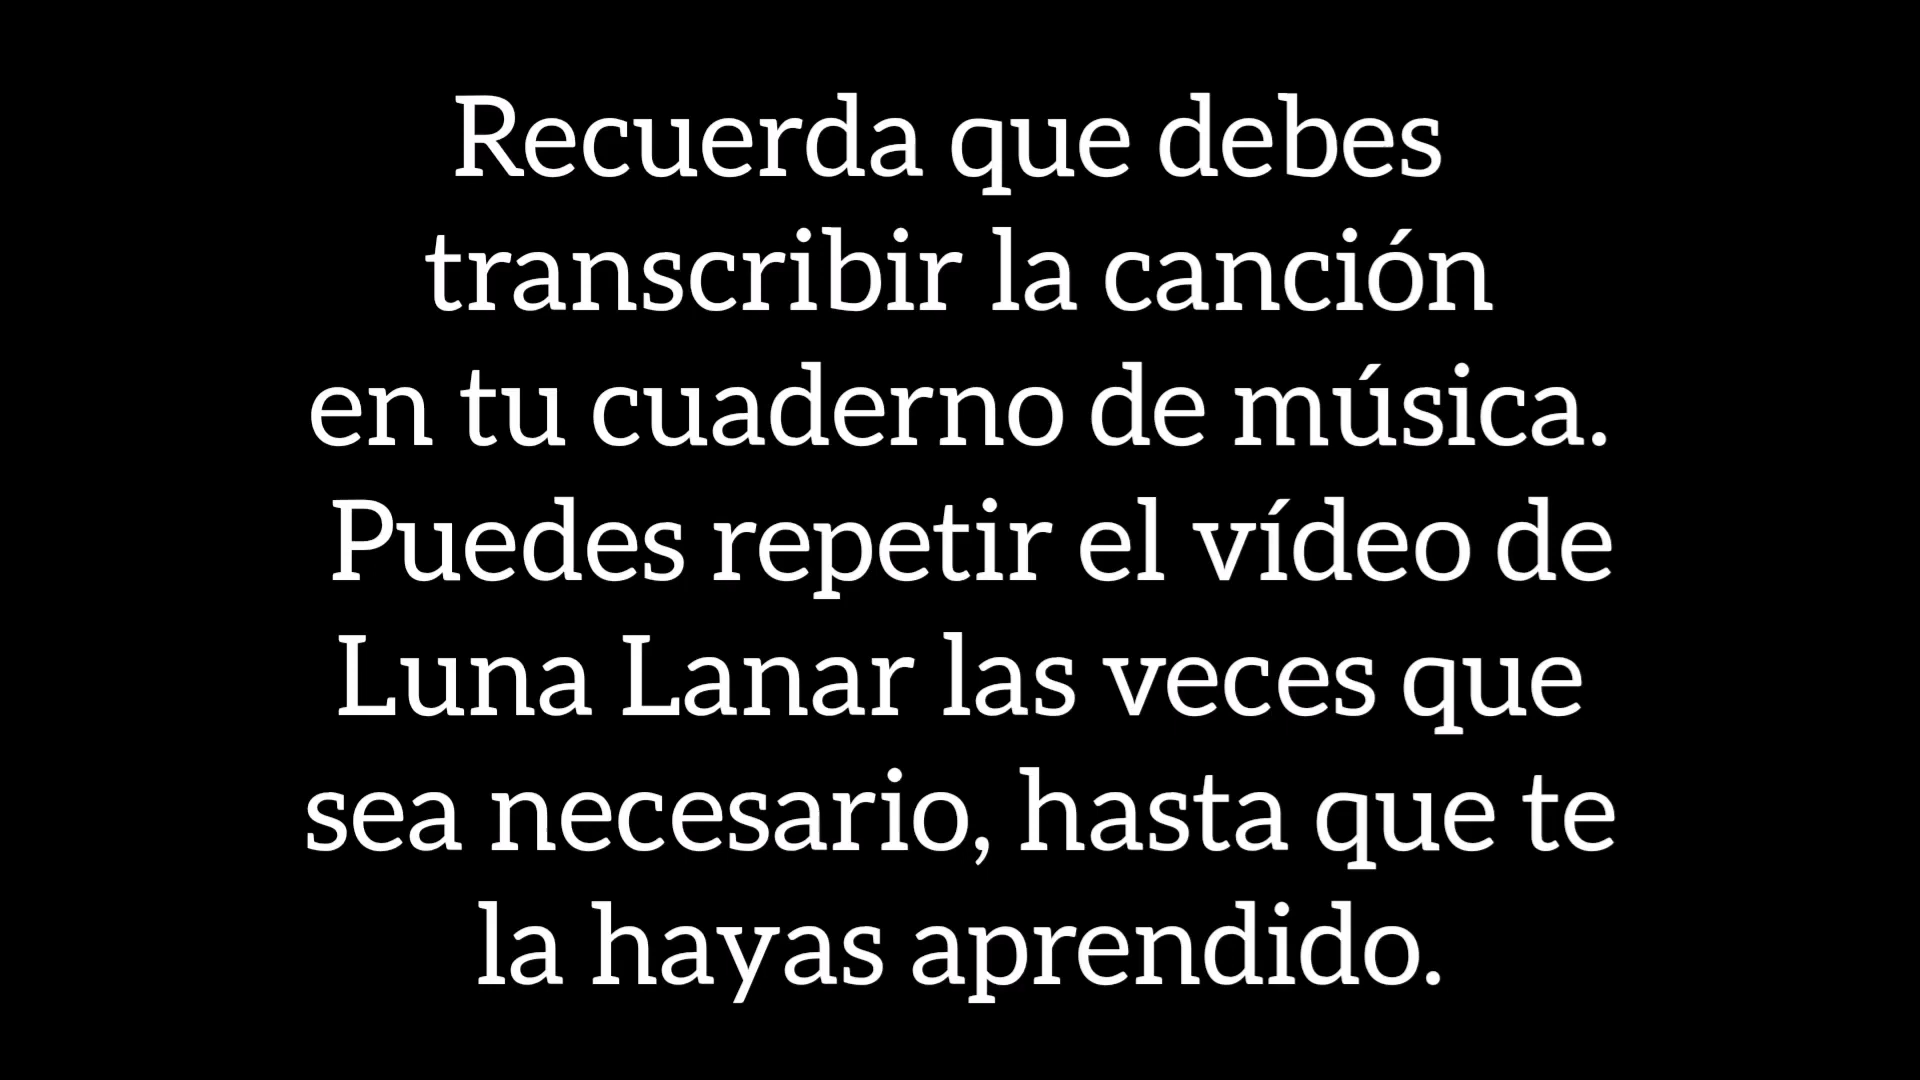 Recuerda que debes
transcribir la canción
en tu cuaderno de música.
Puedes repetir el vídeo de
Luna Lanar las veces que
sea necesario, hasta que te
la hayas aprendido.